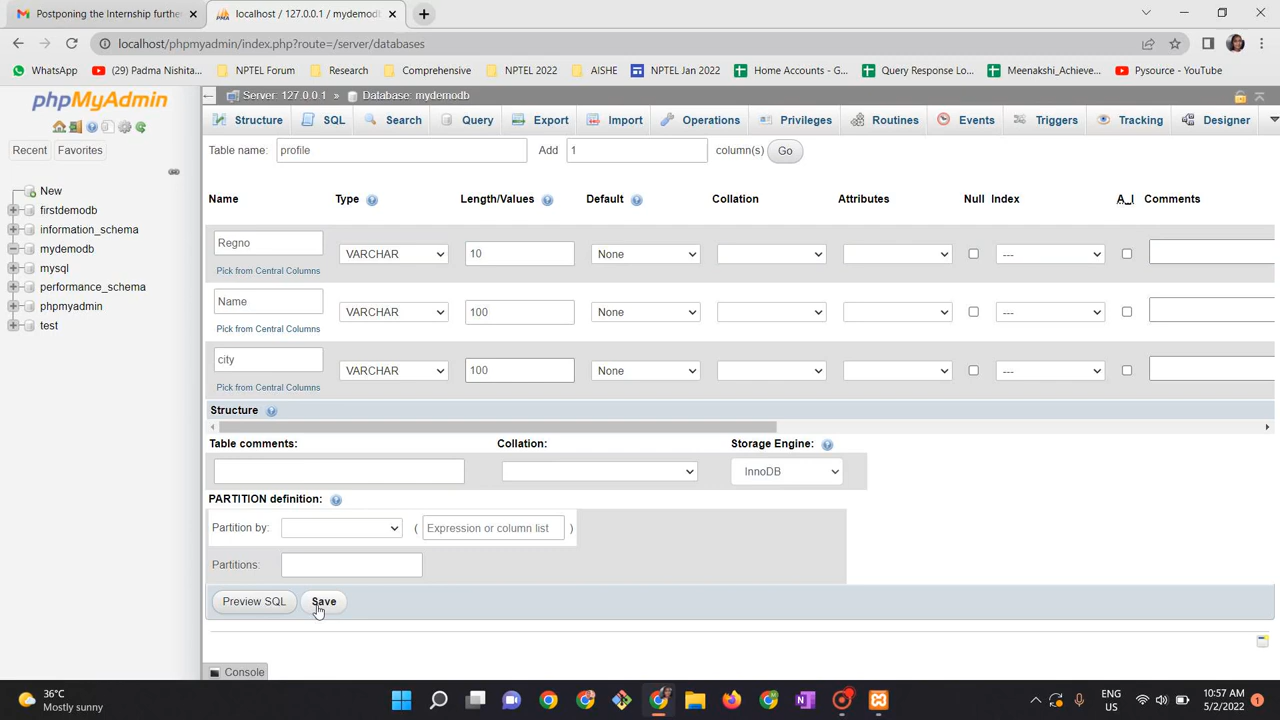 Postponing the Internship further
localhost / 127.0.0.1 / mydemodb
localhost/phpmyadmin/index.php?route=/server/databases
WhatsApp (29) Padma Nishita... NPTEL Forum Research Comprehensive NPTEL 2022 AISHE NPTEL Jan 2022 Home Accounts - G... Query Response Lo... Meenakshi_Achieve... Pysource - YouTube
phpMyAdmin
Recent Favorites
New
firstdemodb
information_schema
mydemodb
mysql
performance_schema
phpmyadmin
test
Server: 127.0.0.1 » Database: mydemodb
Structure SQL Search Query Export Import Operations Privileges Routines Events Triggers Tracking Designer
Table name: profile Add 1 column(s) Go
Name Type Length/Values Default Collation Attributes Null Index A_I Comments
Regno VARCHAR 10 None ---
Pick from Central Columns
Name VARCHAR 100 None ---
Pick from Central Columns
city VARCHAR 100 None ---
Pick from Central Columns
Structure
Table comments: Collation: Storage Engine:
InnoDB
PARTITION definition:
Partition by: ( Expression or column list )
Partitions:
Preview SQL Save
Console
36°C
Mostly sunny
ENG
US
10:57 AM
5/2/2022
1